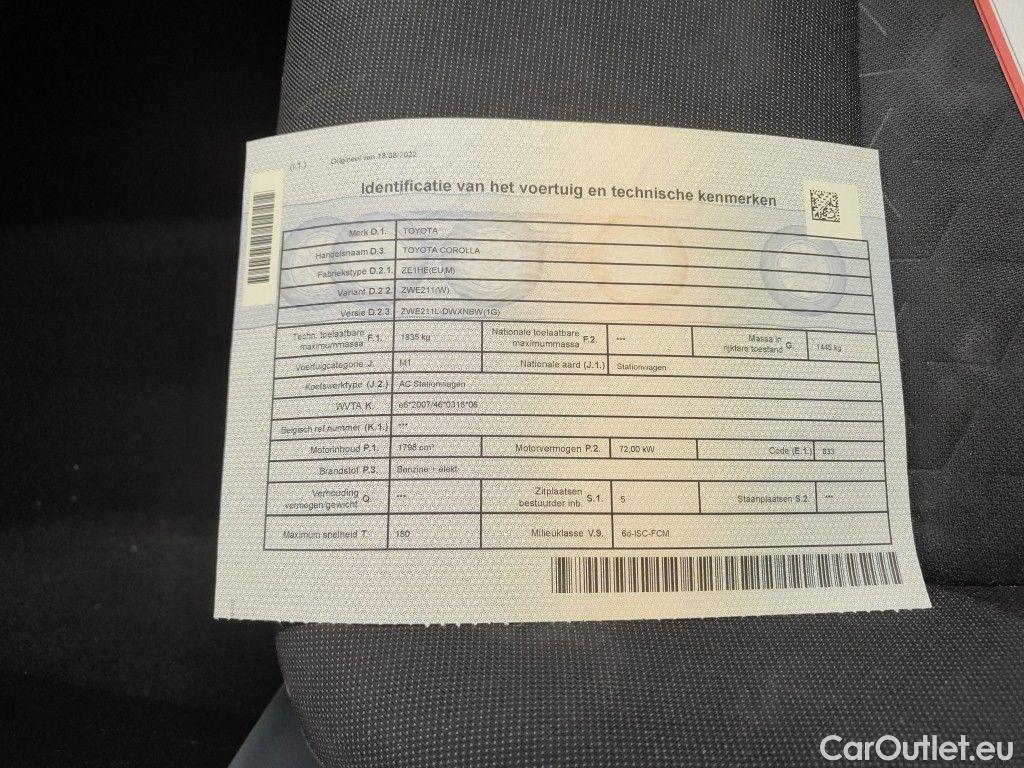 (I.1.) Origineel van 18/08/2022
Identificatie van het voertuig en technische kenmerken
Merk D.1. TOYOTA
Handelsnaam D.3. TOYOTA COROLLA
Fabriekstype D.2.1. ZE1HE(EU,M)
Variant D.2.2. ZWE211(W)
Versie D.2.3. ZWE211L-DWXNBW(1G)
Techn. toelaatbare maximummassa F.1. 1835 kg Nationale toelaatbare maximummassa F.2. *** Massa in rijklare toestand G. 1445 kg
Voertuigcategorie J. M1 Nationale aard (J.1.) Stationwagen
Koetswerktype (J.2.) AC Stationwagen
WVTA K. e6*2007/46*0318*06
Belgisch ref.nummer (K.1.) ***
Motorinhoud P.1. 1798 cm³ Motorvermogen P.2. 72,00 kW Code (E.1.) 833
Brandstof P.3. Benzine + elekt
Verhouding vermogen/gewicht Q. *** Zitplaatsen bestuurder inb. S.1. 5 Staanplaatsen S.2. ***
Maximum snelheid T. 180 Milieuklasse V.9. 6d-ISC-FCM
CarOutlet.eu